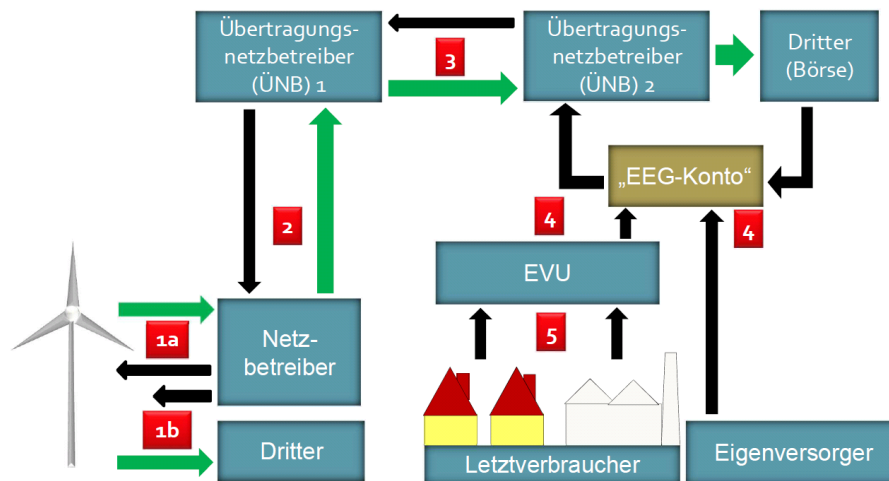 Übertragungs-
netzbetreiber
(ÜNB) 1
3
Übertragungs-
netzbetreiber
(ÜNB) 2
Dritter
(Börse)
„EEG-Konto“
2
4
4
EVU
1a
Netz-
betreiber
5
1b
Dritter
Letztverbraucher
Eigenversorger